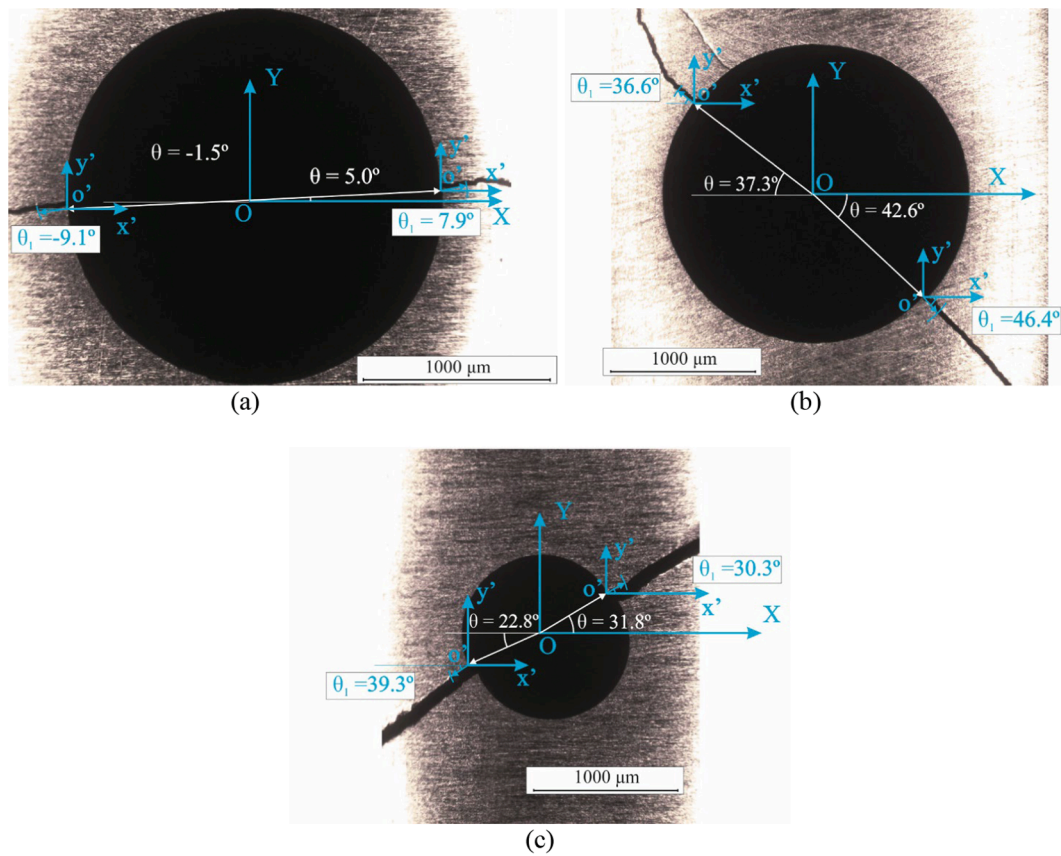 Y
θ = -1.5º
θ = 5.0º
y’
o’
x’
y’
o’
x’
O
X
θ₁ =-9.1º
θ₁ =7.9º
1000 µm
(a)
y’
θ₁ =36.6º
o’
x’
Y
θ = 37.3º
O
X
θ = 42.6º
y’
o’
x’
θ₁ =46.4º
1000 µm
(b)
Y
y’
o’
θ₁ =30.3º
x’
y’
θ = 22.8º
θ = 31.8º
X
O
o’
x’
θ₁ =39.3º
1000 µm
(c)